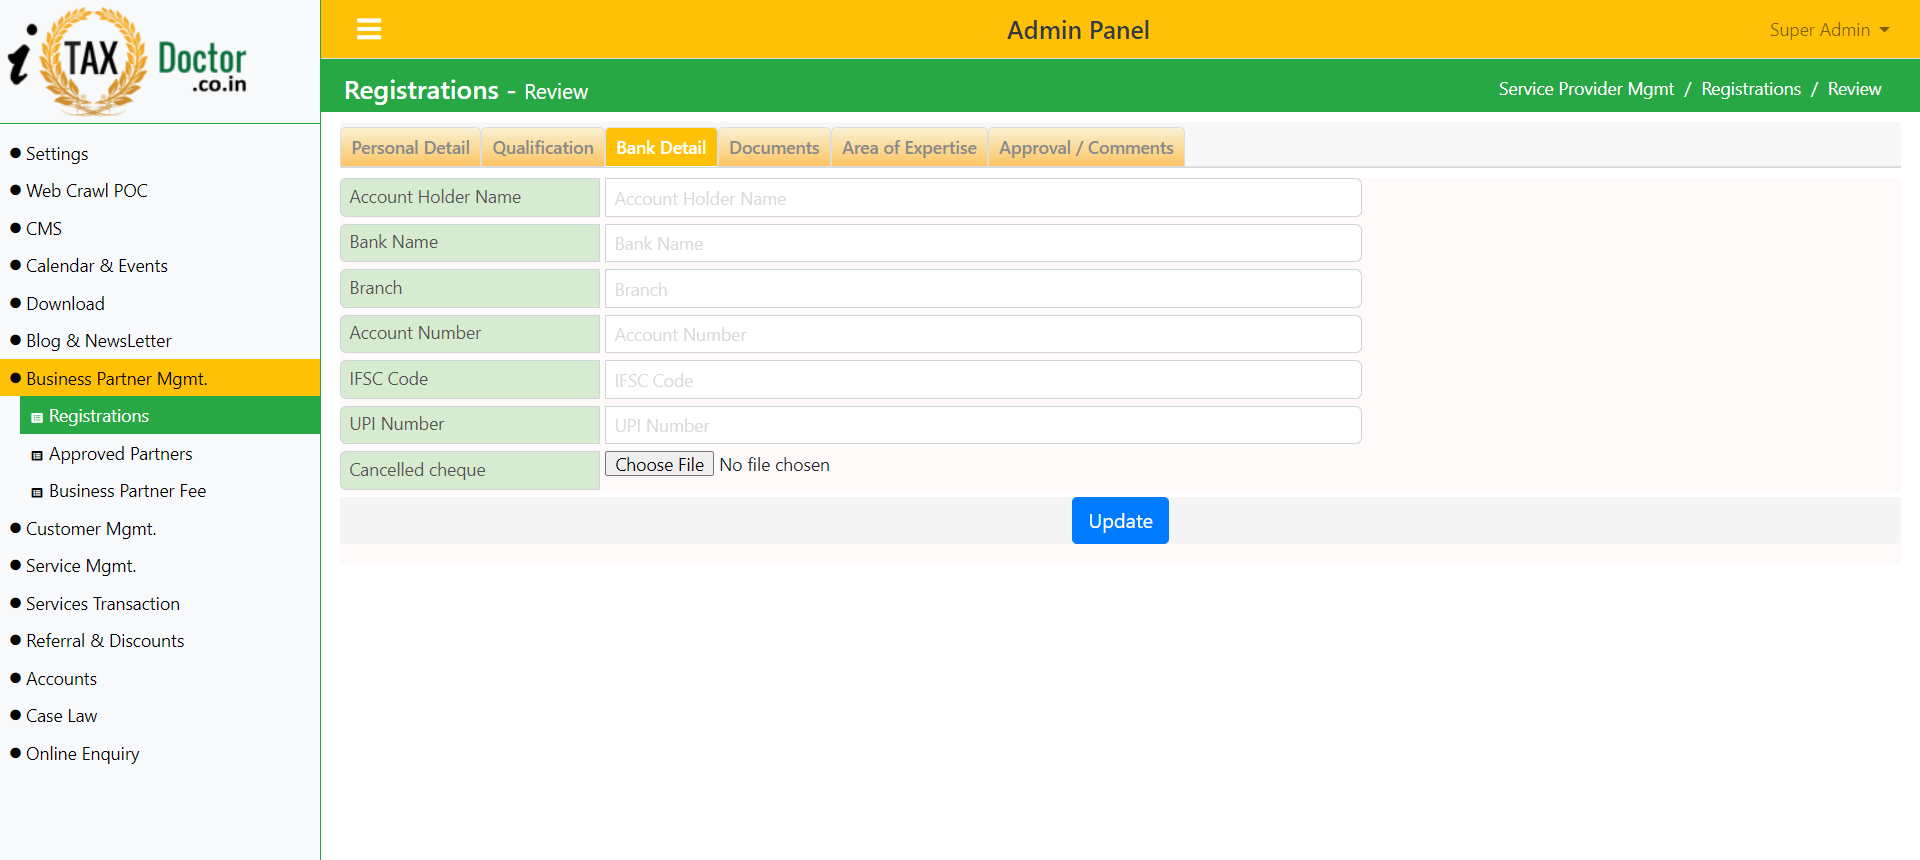 i TAX Doctor
.co.in
Admin Panel
Super Admin
Registrations - Review
Service Provider Mgmt / Registrations / Review
Settings
Web Crawl POC
CMS
Calendar & Events
Download
Blog & NewsLetter
Business Partner Mgmt.
Registrations
Approved Partners
Business Partner Fee
Customer Mgmt.
Service Mgmt.
Services Transaction
Referral & Discounts
Accounts
Case Law
Online Enquiry
Personal Detail Qualification Bank Detail Documents Area of Expertise Approval / Comments
Account Holder Name Account Holder Name
Bank Name Bank Name
Branch Branch
Account Number Account Number
IFSC Code IFSC Code
UPI Number UPI Number
Cancelled cheque Choose File No file chosen
Update